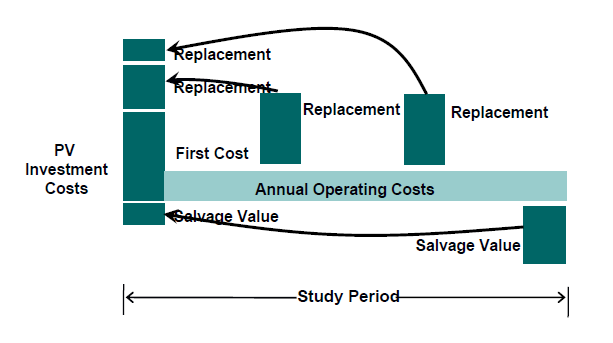 Replacement
Replacement
Replacement
Replacement
PV
Investment
Costs
First Cost
Annual Operating Costs
Salvage Value
Salvage Value
Study Period